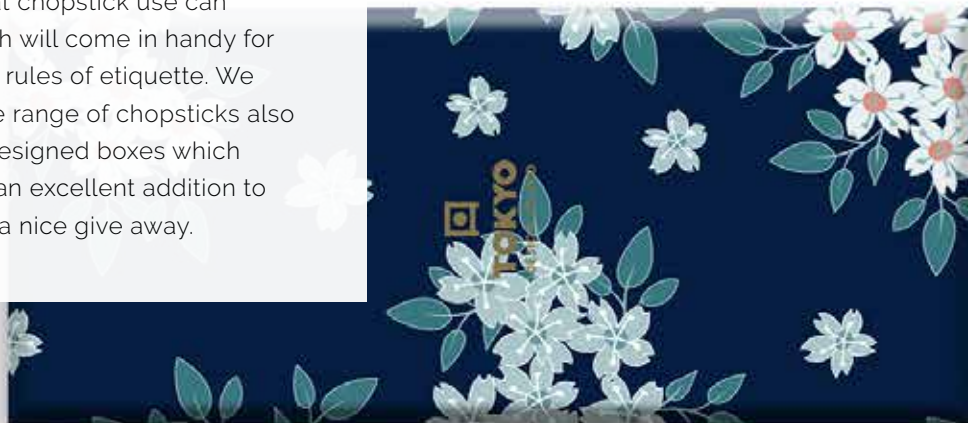 chopstick use can
will come in handy for
rules of etiquette. We
range of chopsticks also
designed boxes which
an excellent addition to
a nice give away.
TOKYO